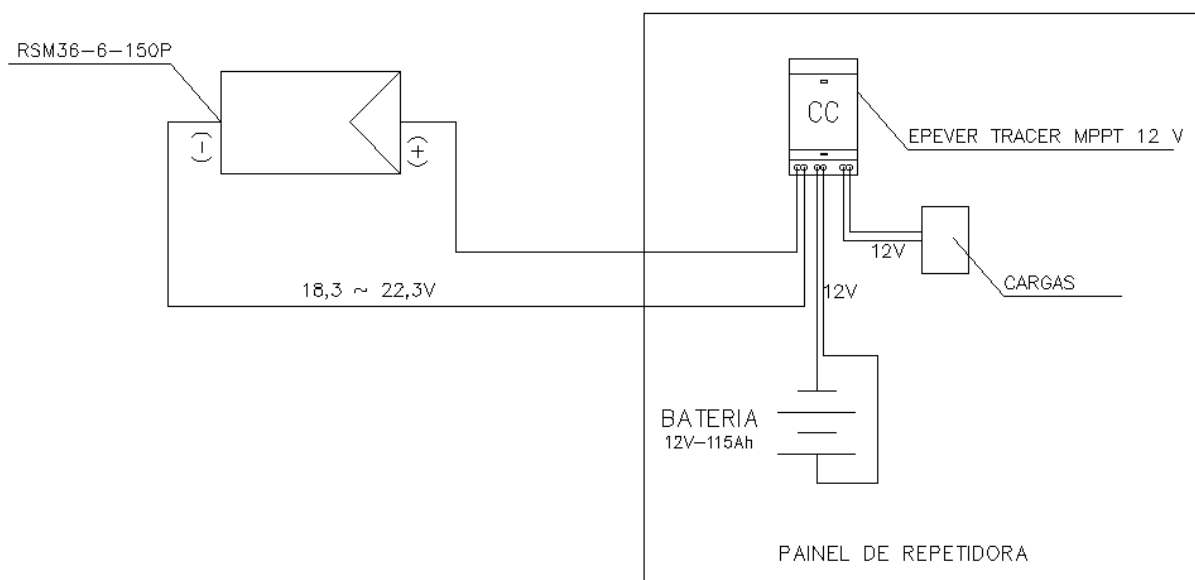 RSM36-6-150P
(-)
(+)
18,3 ~ 22,3V
CC
EPEVER TRACER MPPT 12 V
12V
CARGAS
12V
BATERIA
12V-115Ah
PAINEL DE REPETIDORA